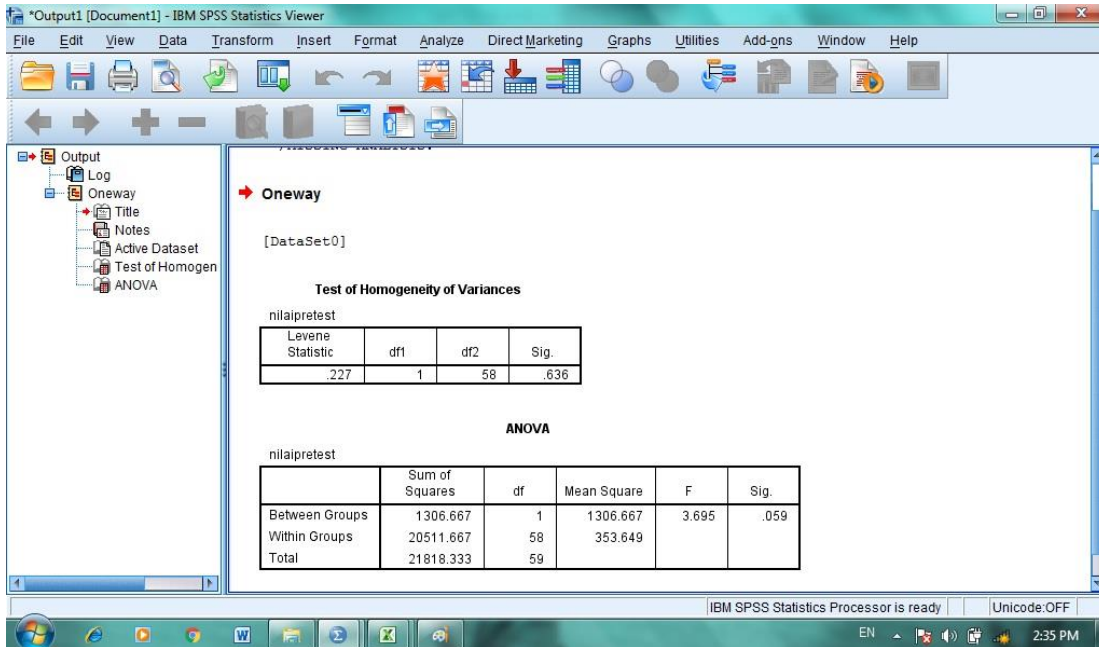 *Output1 [Document1] - IBM SPSS Statistics Viewer
File Edit View Data Transform Insert Format Analyze Direct Marketing Graphs Utilities Add-ons Window Help
Output
Log
Oneway
Title
Notes
Active Dataset
Test of Homogen
ANOVA
Oneway
[DataSet0]
Test of Homogeneity of Variances
nilaipretest
Levene Statistic df1 df2 Sig.
.227 1 58 .636
ANOVA
nilaipretest
Sum of Squares df Mean Square F Sig.
Between Groups 1306.667 1 1306.667 3.695 .059
Within Groups 20511.667 58 353.649
Total 21818.333 59
IBM SPSS Statistics Processor is ready Unicode:OFF
EN 2:35 PM